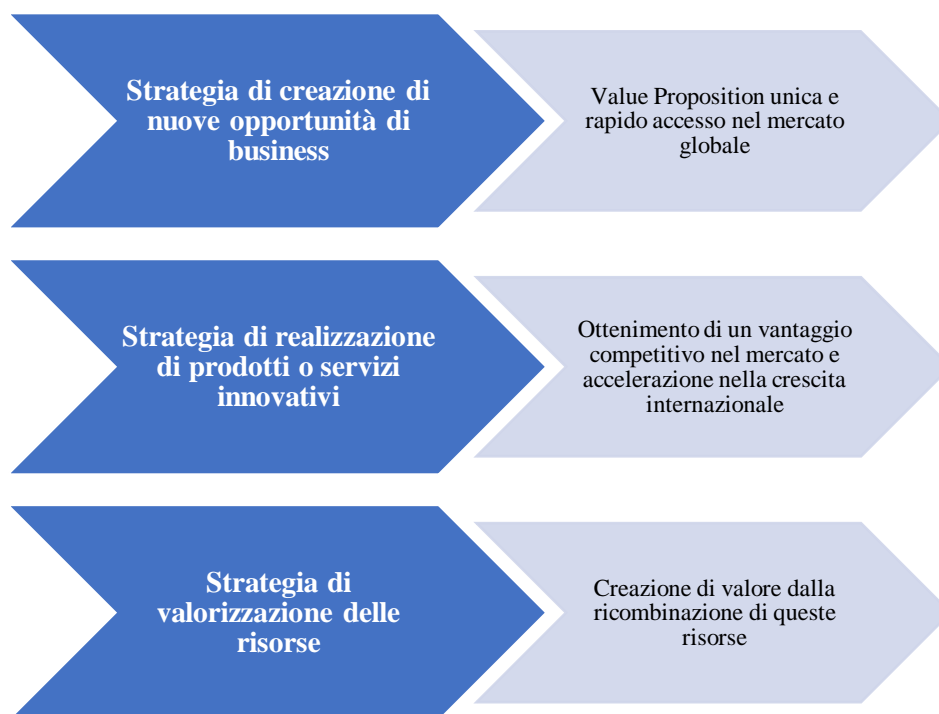 Strategia di creazione di
nuove opportunità di
business
Value Proposition unica e
rapido accesso nel mercato
globale
Strategia di realizzazione
di prodotti o servizi
innovativi
Ottenimento di un vantaggio
competitivo nel mercato e
accelerazione nella crescita
internazionale
Strategia di
valorizzazione delle
risorse
Creazione di valore dalla
ricombinazione di queste
risorse